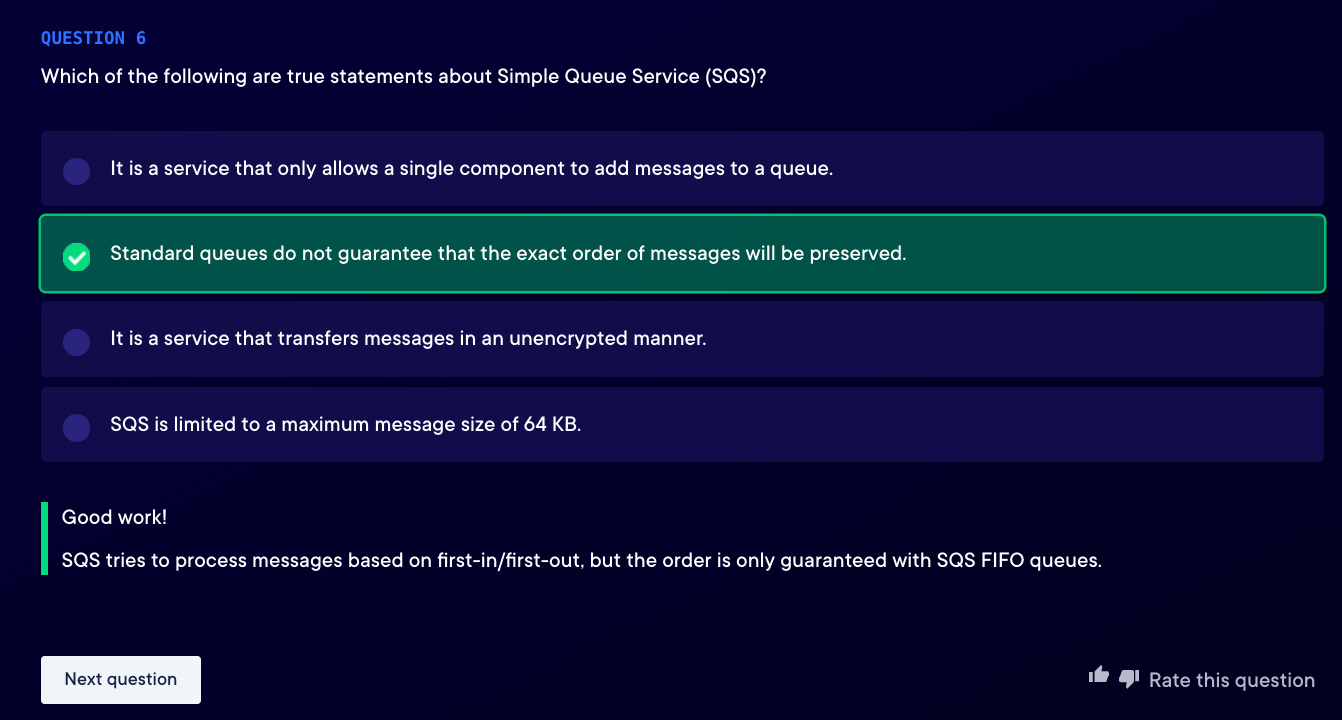 QUESTION 6
Which of the following are true statements about Simple Queue Service (SQS)?
It is a service that only allows a single component to add messages to a queue.
Standard queues do not guarantee that the exact order of messages will be preserved.
It is a service that transfers messages in an unencrypted manner.
SQS is limited to a maximum message size of 64 KB.
Good work!
SQS tries to process messages based on first-in/first-out, but the order is only guaranteed with SQS FIFO queues.
Next question
Rate this question